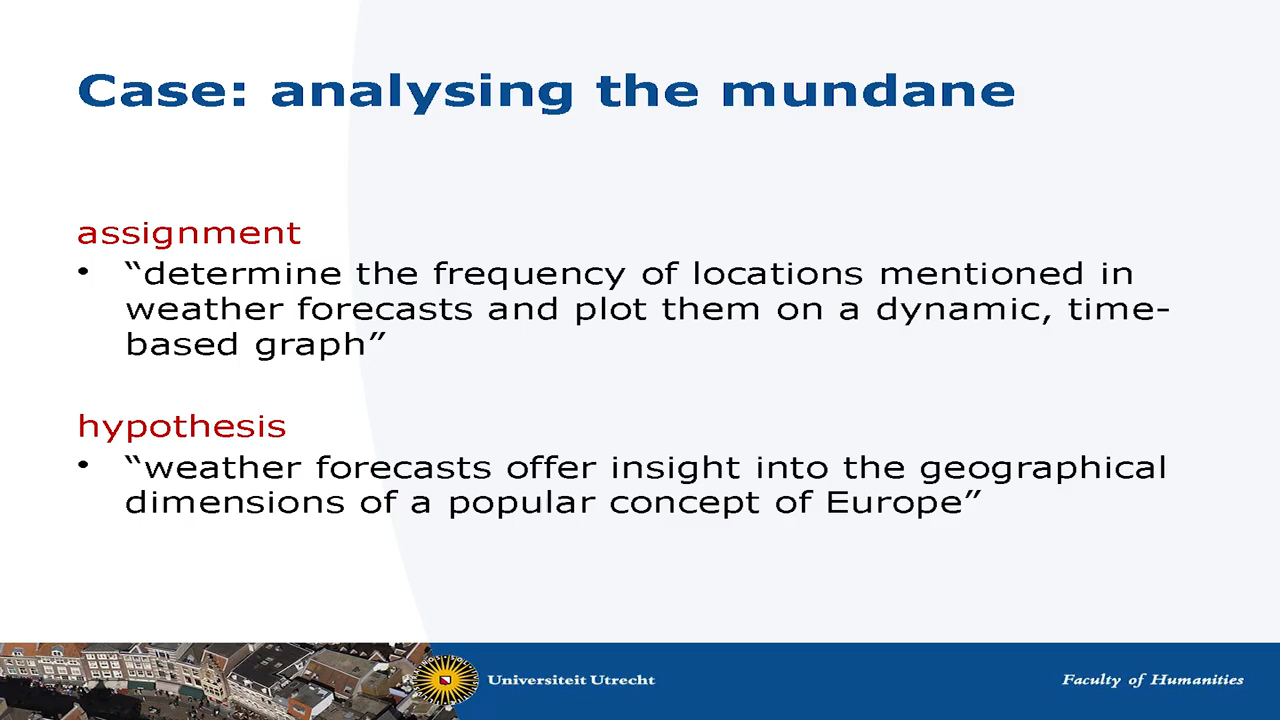 Case: analysing the mundane
assignment
• “determine the frequency of locations mentioned in
weather forecasts and plot them on a dynamic, time-
based graph”
hypothesis
• “weather forecasts offer insight into the geographical
dimensions of a popular concept of Europe”
Universiteit Utrecht
Faculty of Humanities